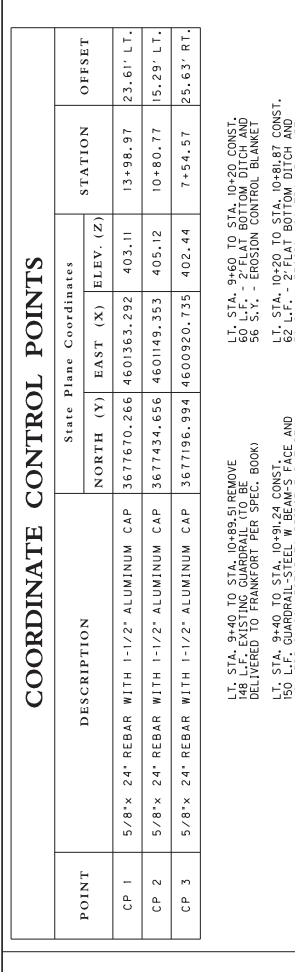 COORDINATE CONTROL POINTS
POINT DESCRIPTION State Plane Coordinates STATION OFFSET
NORTH (Y) EAST (X) ELEV. (Z)
CP 1 5/8"x 24" REBAR WITH 1-1/2" ALUMINUM CAP 3677670.266 4601363.292 403.11 13+98.97 23.61' LT.
CP 2 5/8"x 24" REBAR WITH 1-1/2" ALUMINUM CAP 3677434.656 4601149.353 405.12 10+80.77 15.29' LT.
CP 3 5/8"x 24" REBAR WITH 1-1/2" ALUMINUM CAP 3677196.994 4600920.735 402.44 7+54.57 25.63' RT.
LT. STA. 9+40 TO STA. 10+89.51 REMOVE
148 L.F. EXISTING GUARDRAIL (TO BE
DELIVERED TO FRANKFORT PER SPEC. BOOK)
LT. STA. 9+40 TO STA. 10+91.24 CONST.
150 L.F. GUARDRAIL-STEEL W BEAM-S FACE AND
LT. STA. 9+60 TO STA. 10+20 CONST.
60 L.F. - 2'FLAT BOTTOM DITCH AND
56 S.Y. - EROSION CONTROL BLANKET
LT. STA. 10+20 TO STA. 10+81.87 CONST.
62 L.F. - 2'FLAT BOTTOM DITCH AND